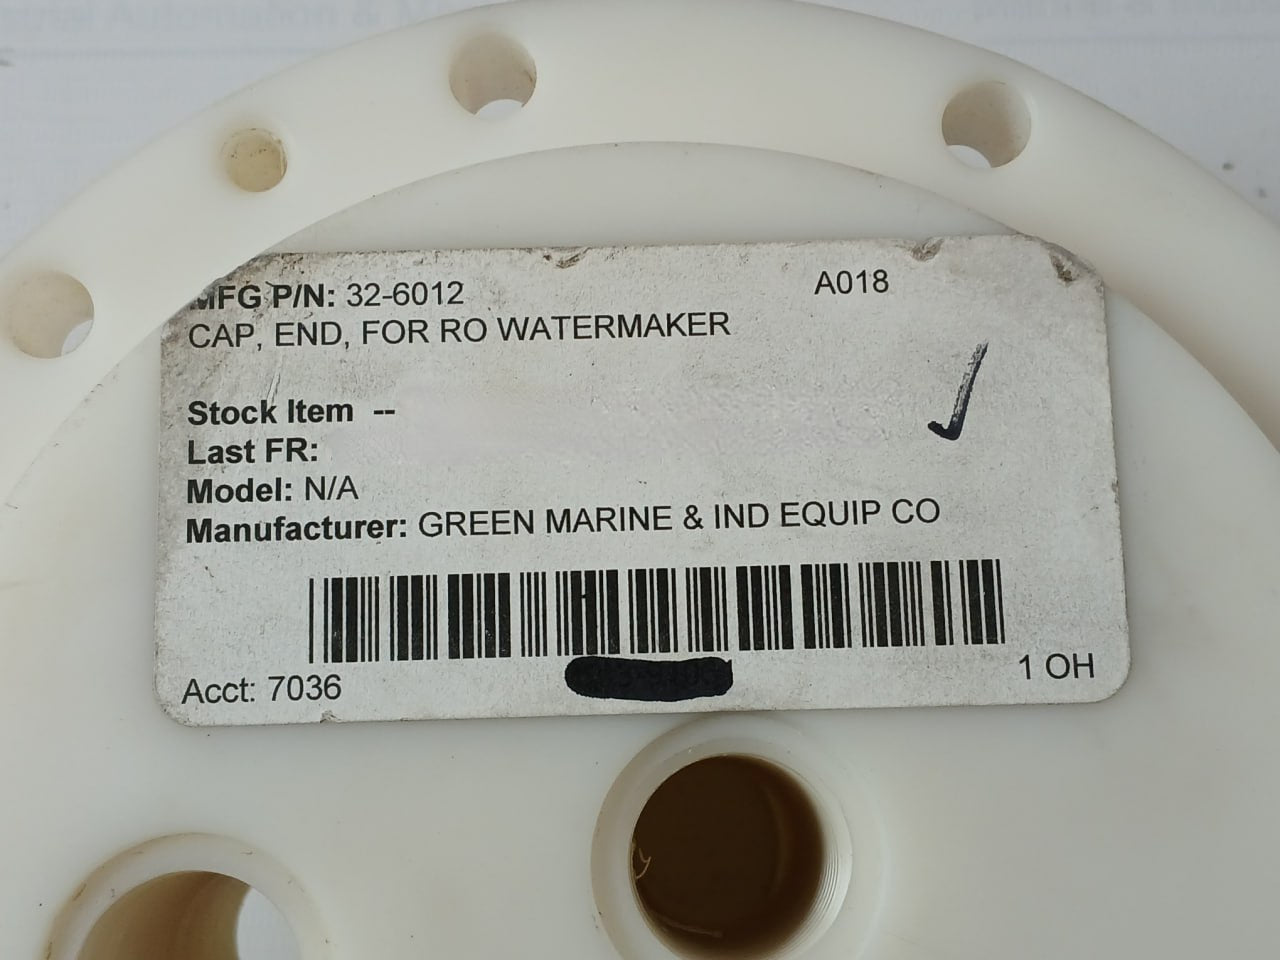 MFG P/N: 32-6012 A018
CAP, END, FOR RO WATERMAKER
Stock Item --
Last FR:
Model: N/A
Manufacturer: GREEN MARINE & IND EQUIP CO
Acct: 7036 1 OH